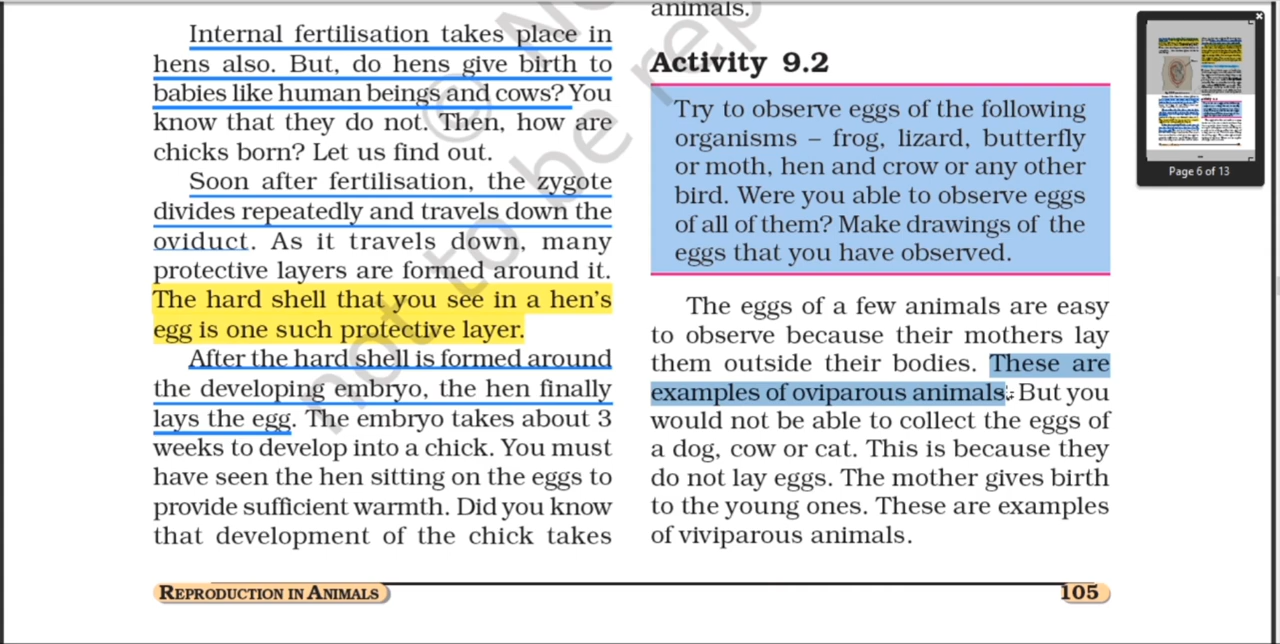 Internal fertilisation takes place in
hens also. But, do hens give birth to
babies like human beings and cows? You
know that they do not. Then, how are
chicks born? Let us find out.
Soon after fertilisation, the zygote
divides repeatedly and travels down the
oviduct. As it travels down, many
protective layers are formed around it.
The hard shell that you see in a hen's
egg is one such protective layer.
After the hard shell is formed around
the developing embryo, the hen finally
lays the egg. The embryo takes about 3
weeks to develop into a chick. You must
have seen the hen sitting on the eggs to
provide sufficient warmth. Did you know
that development of the chick takes
animals.
Activity 9.2
Try to observe eggs of the following
organisms – frog, lizard, butterfly
or moth, hen and crow or any other
bird. Were you able to observe eggs
of all of them? Make drawings of the
eggs that you have observed.
The eggs of a few animals are easy
to observe because their mothers lay
them outside their bodies. These are
examples of oviparous animals. But you
would not be able to collect the eggs of
a dog, cow or cat. This is because they
do not lay eggs. The mother gives birth
to the young ones. These are examples
of viviparous animals.
REPRODUCTION IN ANIMALS
105
Page 6 of 13
not to be rep
©